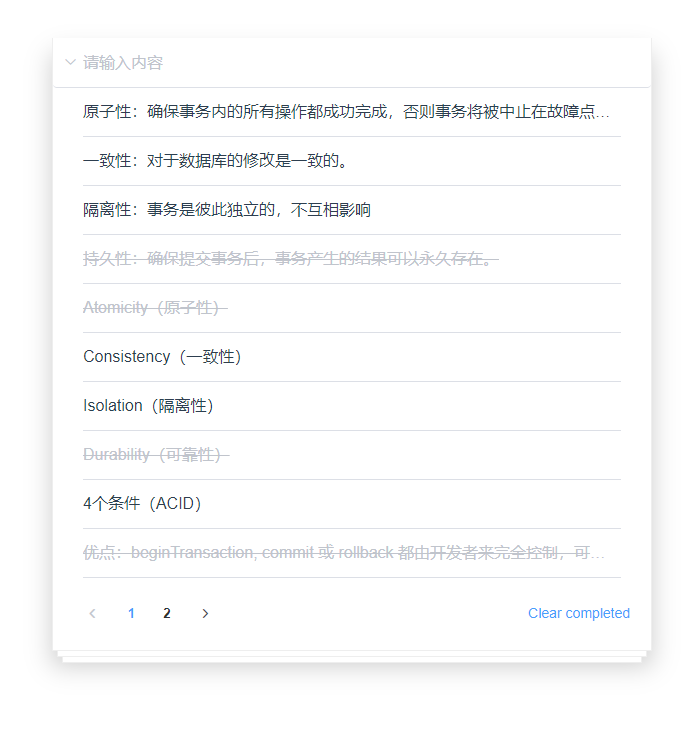 请输入内容
原子性：确保事务内的所有操作都成功完成，否则事务将被中止在故障点…
一致性：对于数据库的修改是一致的。
隔离性：事务是彼此独立的，不互相影响
持久性：确保提交事务后，事务产生的结果可以永久存在。
Atomicity（原子性）
Consistency（一致性）
Isolation（隔离性）
Durability（可靠性）
4个条件（ACID）
优点：beginTransaction, commit 或 rollback 都由开发者来完全控制，可…
1 2 Clear completed